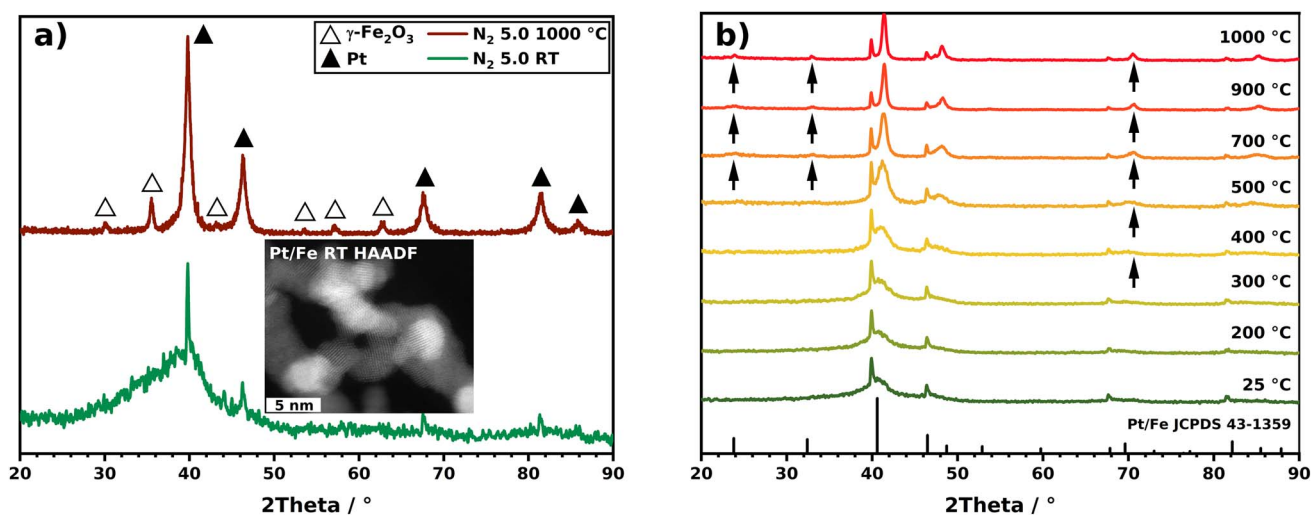 a)
△ γ-Fe₂O₃ — N₂ 5.0 1000 °C
▲ Pt — N₂ 5.0 RT
Pt/Fe RT HAADF
5 nm
20 30 40 50 60 70 80 90
2Theta / °
b)
1000 °C
900 °C
700 °C
500 °C
400 °C
300 °C
200 °C
25 °C
Pt/Fe JCPDS 43-1359
20 30 40 50 60 70 80 90
2Theta / °